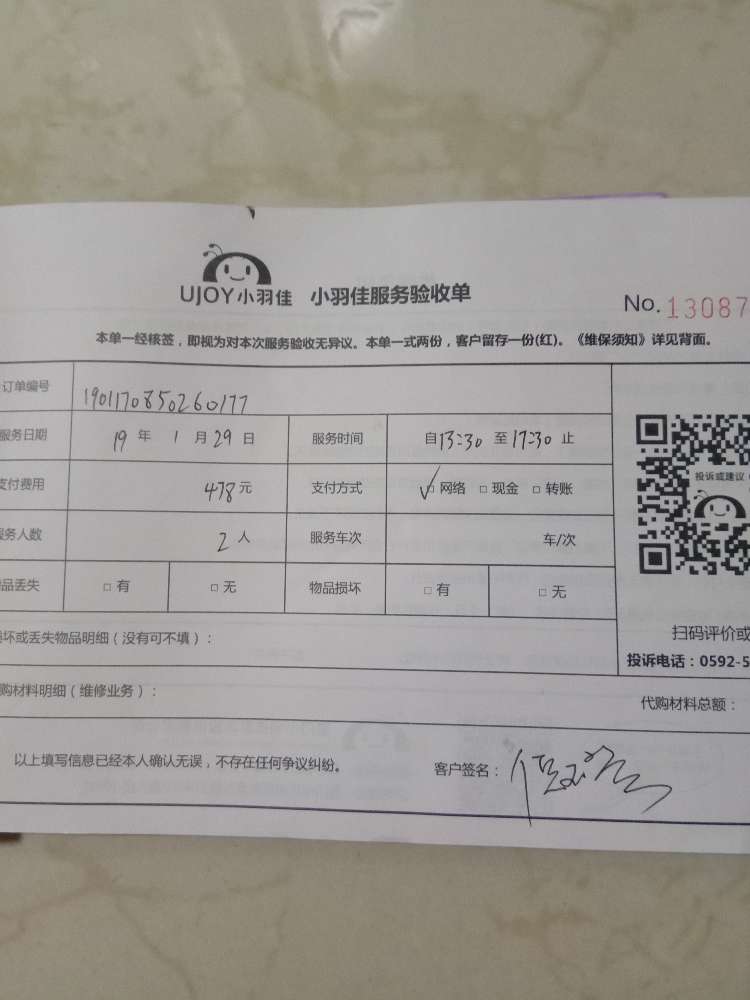 UJOY小羽佳 小羽佳服务验收单
No. 13087
本单一经核签，即视为对本次服务验收无异议。本单一式两份，客户留存一份(红)。《维保须知》详见背面。
订单编号 1901170850260177
服务日期 19 年 1 月 29 日 服务时间 自 13:30 至 17:30 止
支付费用 478元 支付方式 ☑ 网络 □ 现金 □ 转账
投诉或建议
服务人数 2 人 服务车次 车/次
品丢失 □ 有 □ 无 物品损坏 □ 有 □ 无
坏或丢失物品明细（没有可不填）：
扫码评价或
投诉电话：0592-5
购材料明细（维修业务）：
代购材料总额：
以上填写信息已经本人确认无误，不存在任何争议纠纷。 客户签名：